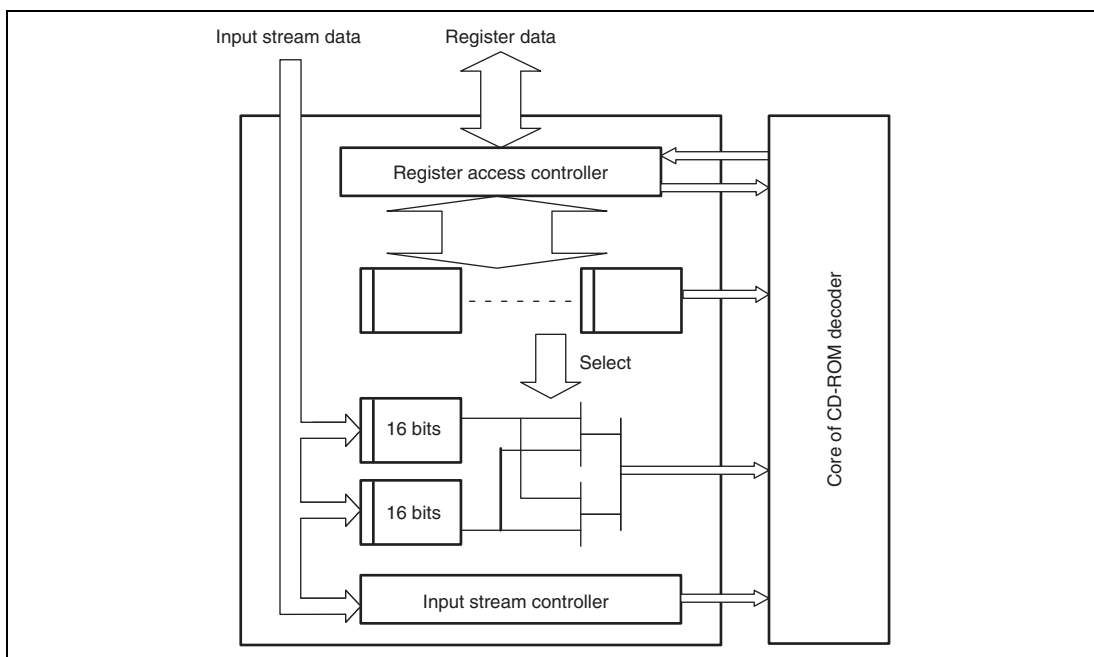 Input stream data
Register data
Register access controller
Select
16 bits
16 bits
Input stream controller
Core of CD-ROM decoder